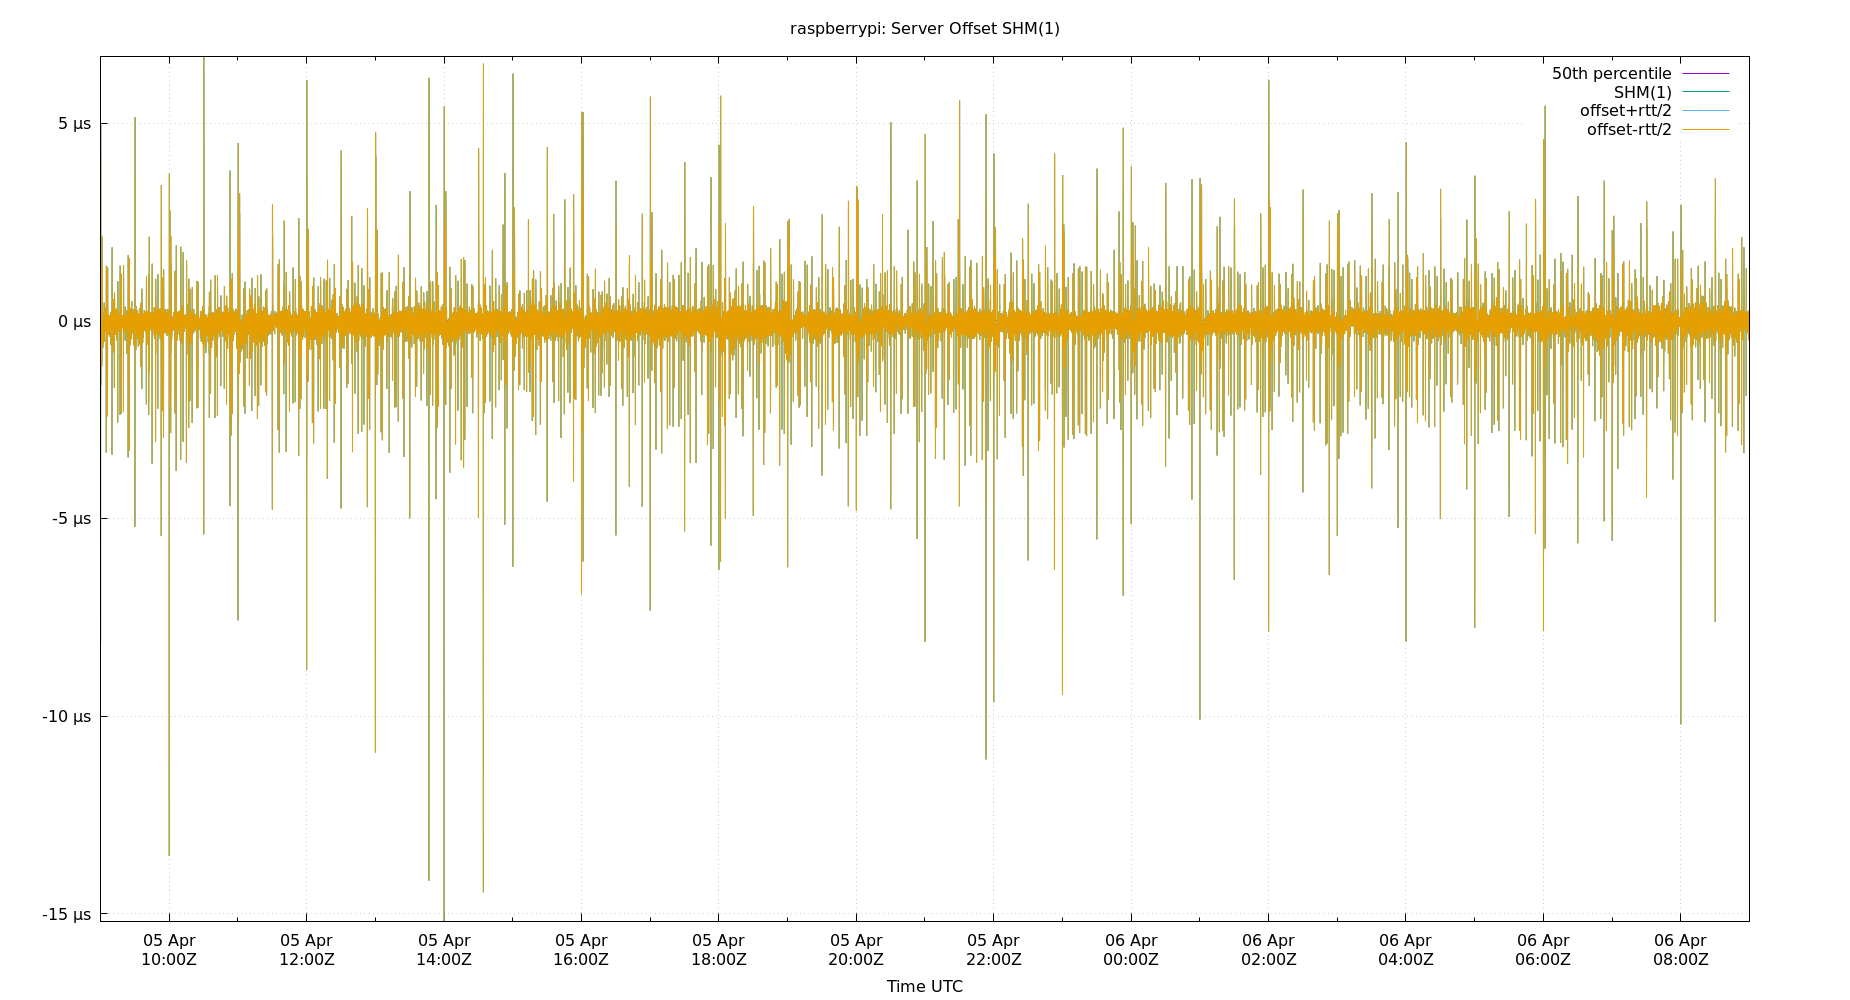 raspberrypi: Server Offset SHM(1)
50th percentile
SHM(1)
offset+rtt/2
offset-rtt/2
5 µs
0 µs
-5 µs
-10 µs
-15 µs
05 Apr 05 Apr 05 Apr 05 Apr 05 Apr 05 Apr 05 Apr 06 Apr 06 Apr 06 Apr 06 Apr 06 Apr
10:00Z 12:00Z 14:00Z 16:00Z 18:00Z 20:00Z 22:00Z 00:00Z 02:00Z 04:00Z 06:00Z 08:00Z
Time UTC